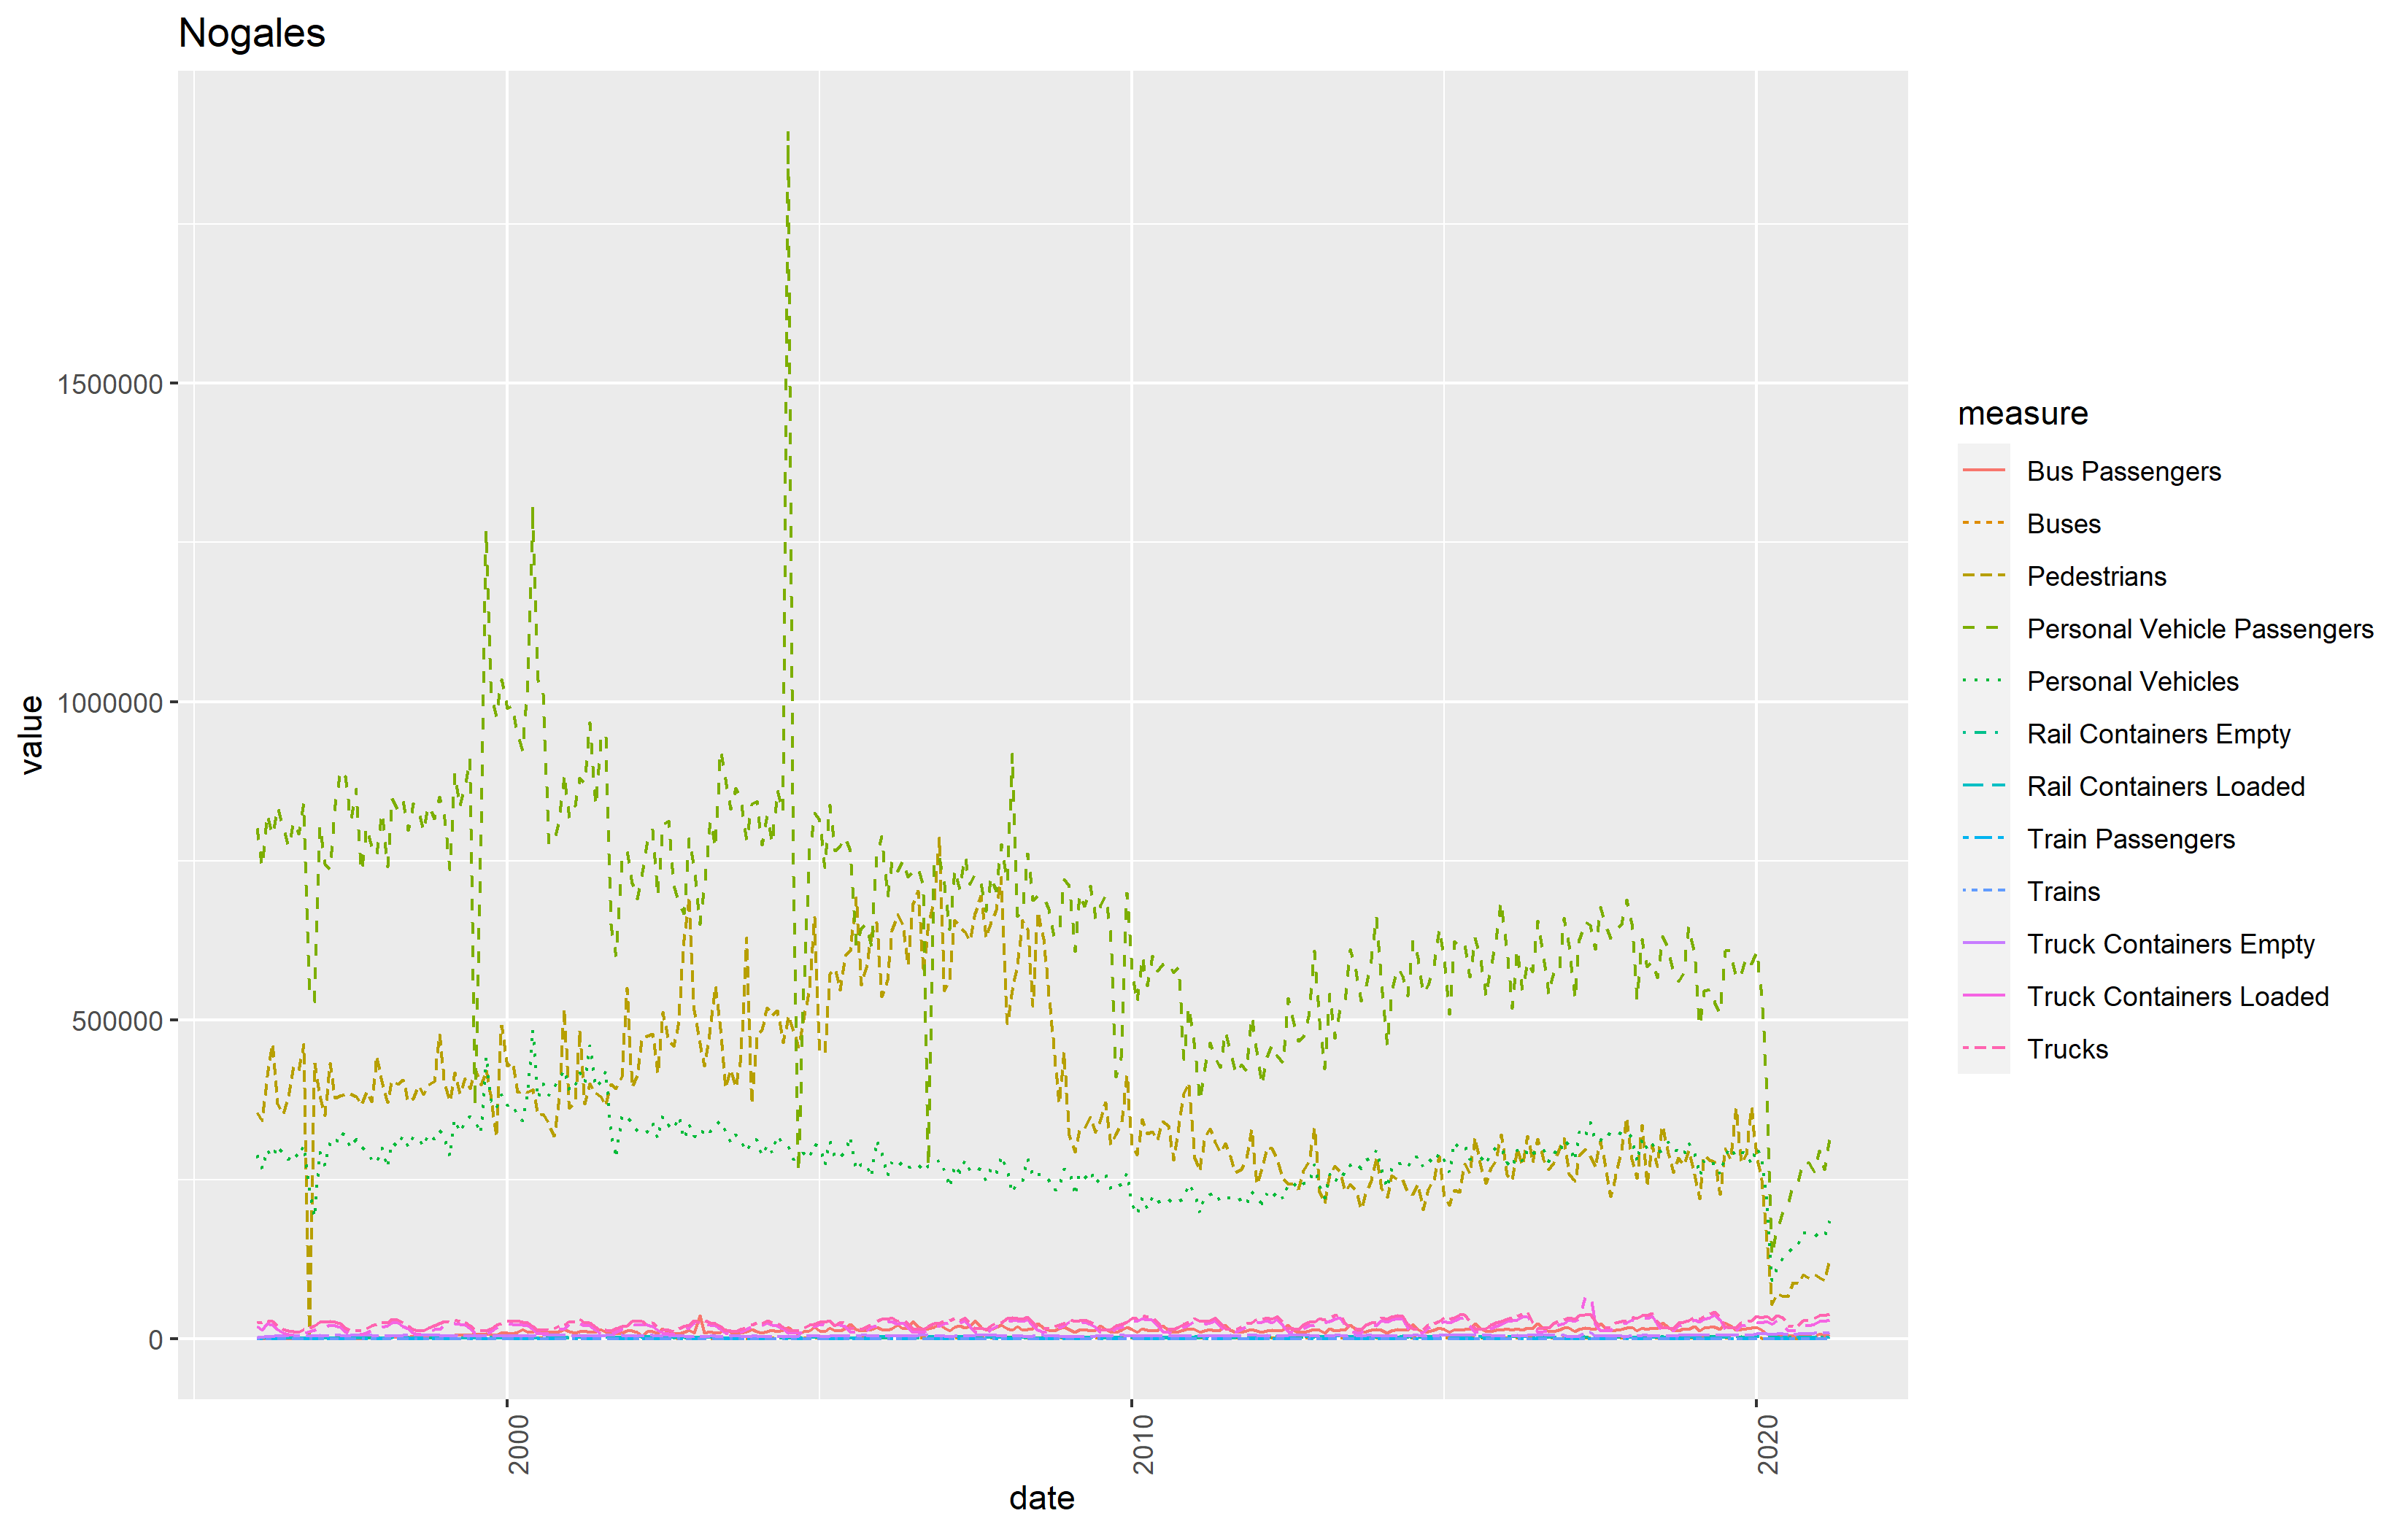 Nogales
value
1500000
1000000
500000
0
2000
2010
2020
date
measure
Bus Passengers
Buses
Pedestrians
Personal Vehicle Passengers
Personal Vehicles
Rail Containers Empty
Rail Containers Loaded
Train Passengers
Trains
Truck Containers Empty
Truck Containers Loaded
Trucks